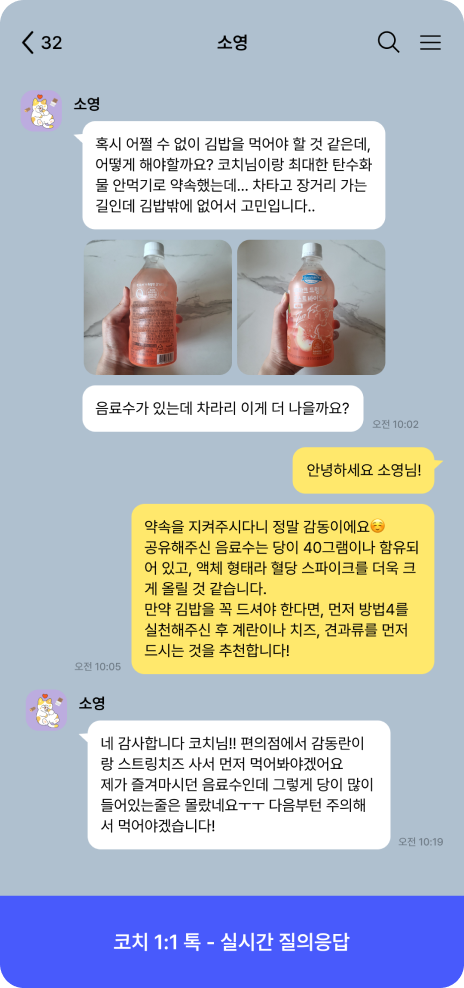 32
소영
소영
혹시 어쩔 수 없이 김밥을 먹어야 할 것 같은데,
어떻게 해야할까요? 코치님이랑 최대한 탄수화
물 안먹기로 약속했는데... 차타고 장거리 가는
길인데 김밥밖에 없어서 고민입니다..
음료수가 있는데 차라리 이게 더 나을까요?
오전 10:02
안녕하세요 소영님!
약속을 지켜주시다니 정말 감동이에요☺️
공유해주신 음료수는 당이 40그램이나 함유되
어 있고, 액체 형태라 혈당 스파이크를 더욱 크
게 올릴 것 같습니다.
만약 김밥을 꼭 드셔야 한다면, 먼저 방법4를
실천해주신 후 계란이나 치즈, 견과류를 먼저
드시는 것을 추천합니다!
오전 10:05
소영
네 감사합니다 코치님!! 편의점에서 감동란이
랑 스트링치즈 사서 먼저 먹어봐야겠어요
제가 즐겨마시던 음료수인데 그렇게 당이 많이
들어있는줄은 몰랐네요ㅜㅜ 다음부턴 주의해
서 먹어야겠습니다!
오전 10:19
코치 1:1 톡 - 실시간 질의응답